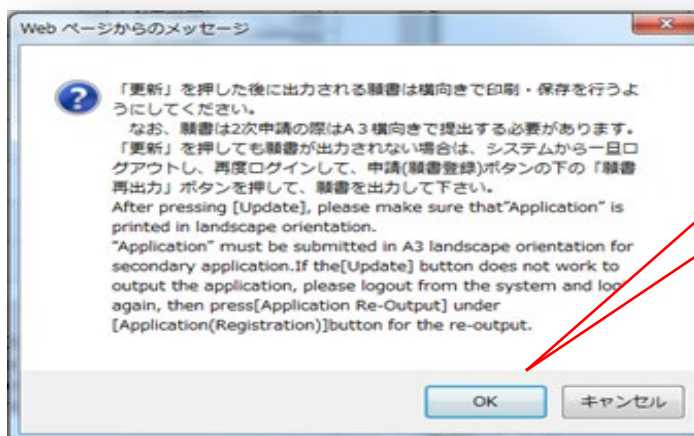 Web ページからのメッセージ
「更新」を押した後に出力される願書は横向きで印刷・保存を行うよ
うにしてください。
なお、願書は2次申請の際はA3横向きで提出する必要があります。
「更新」を押しても願書が出力されない場合は、システムから一旦ロ
グアウトし、再度ログインして、申請(願書登録)ボタンの下の「願書
再出力」ボタンを押して、願書を出力して下さい。
After pressing [Update], please make sure that"Application" is
printed in landscape orientation.
"Application" must be submitted in A3 landscape orientation for
secondary application.If the[Update] button does not work to
output the application, please logout from the system and login
again, then press[Application Re-Output] under
[Application(Registration)]button for the re-output.
OK
キャンセル